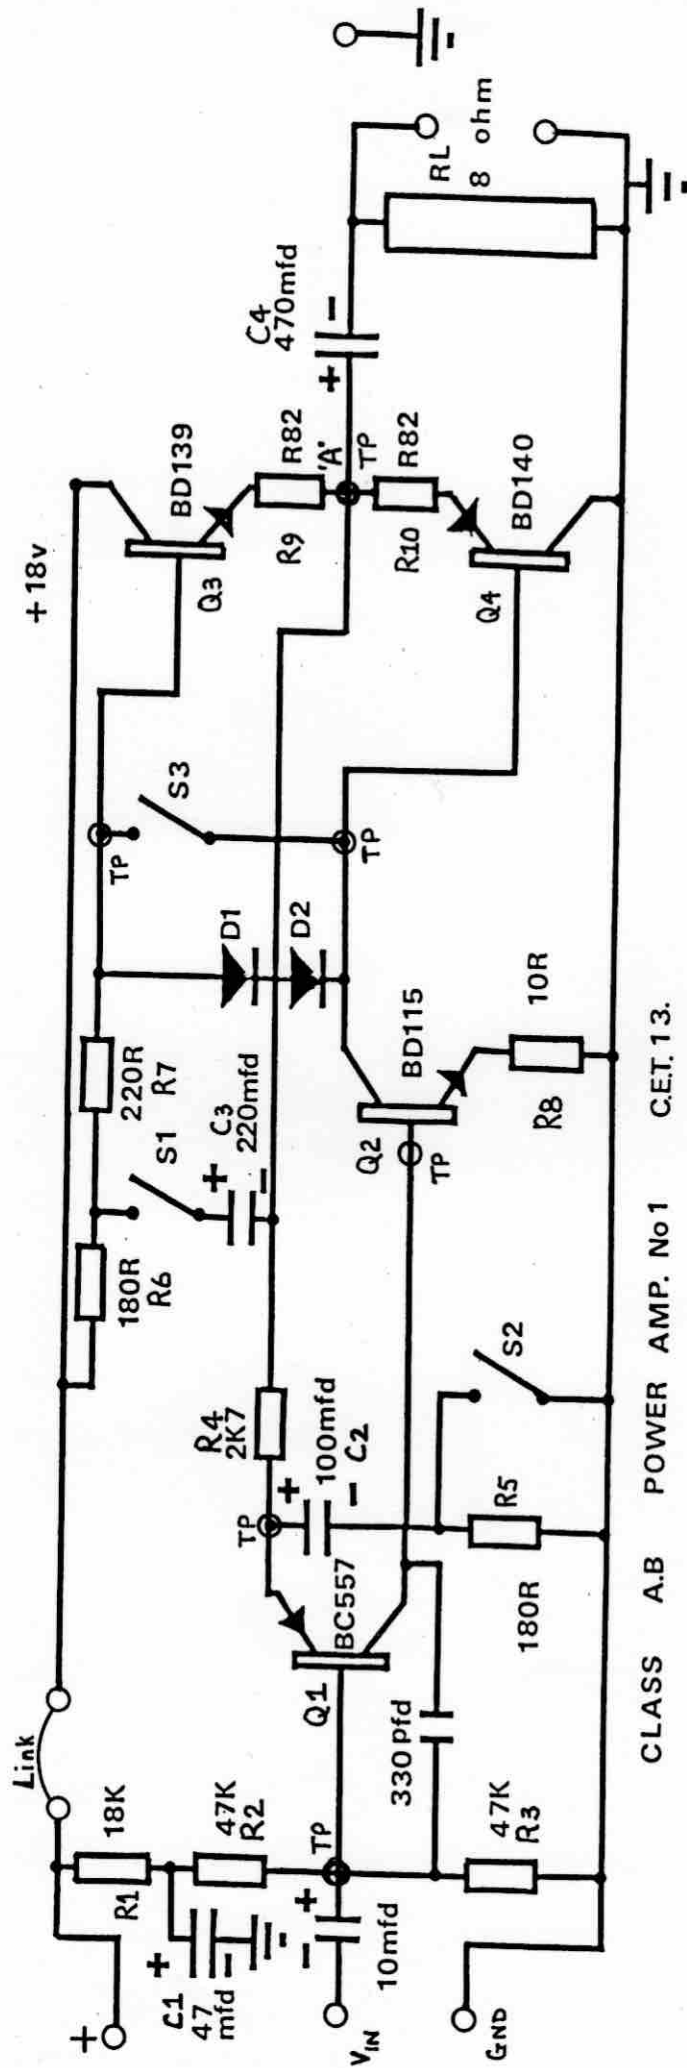 +
Link
18K
R1
C1
47
mfd
+
-
47K
R2
TP
- +
10mfd
VIN
GND
47K
R3
330Pfd
Q1
BC557
TP
R4
2K7
+
100mfd
- C2
180R
R5
S2
180R
R6
S1
220R
R7
C3
220mfd
+
-
Q2
TP
BD115
R8
10R
D1
D2
TP
S3
TP
+18v
Q3
BD139
R9
R82
'A'
TP
R10
R82
Q4
BD140
C4
470mfd
+ -
RL
8 ohm
CLASS A.B POWER AMP. No1 C.E.T. 13.